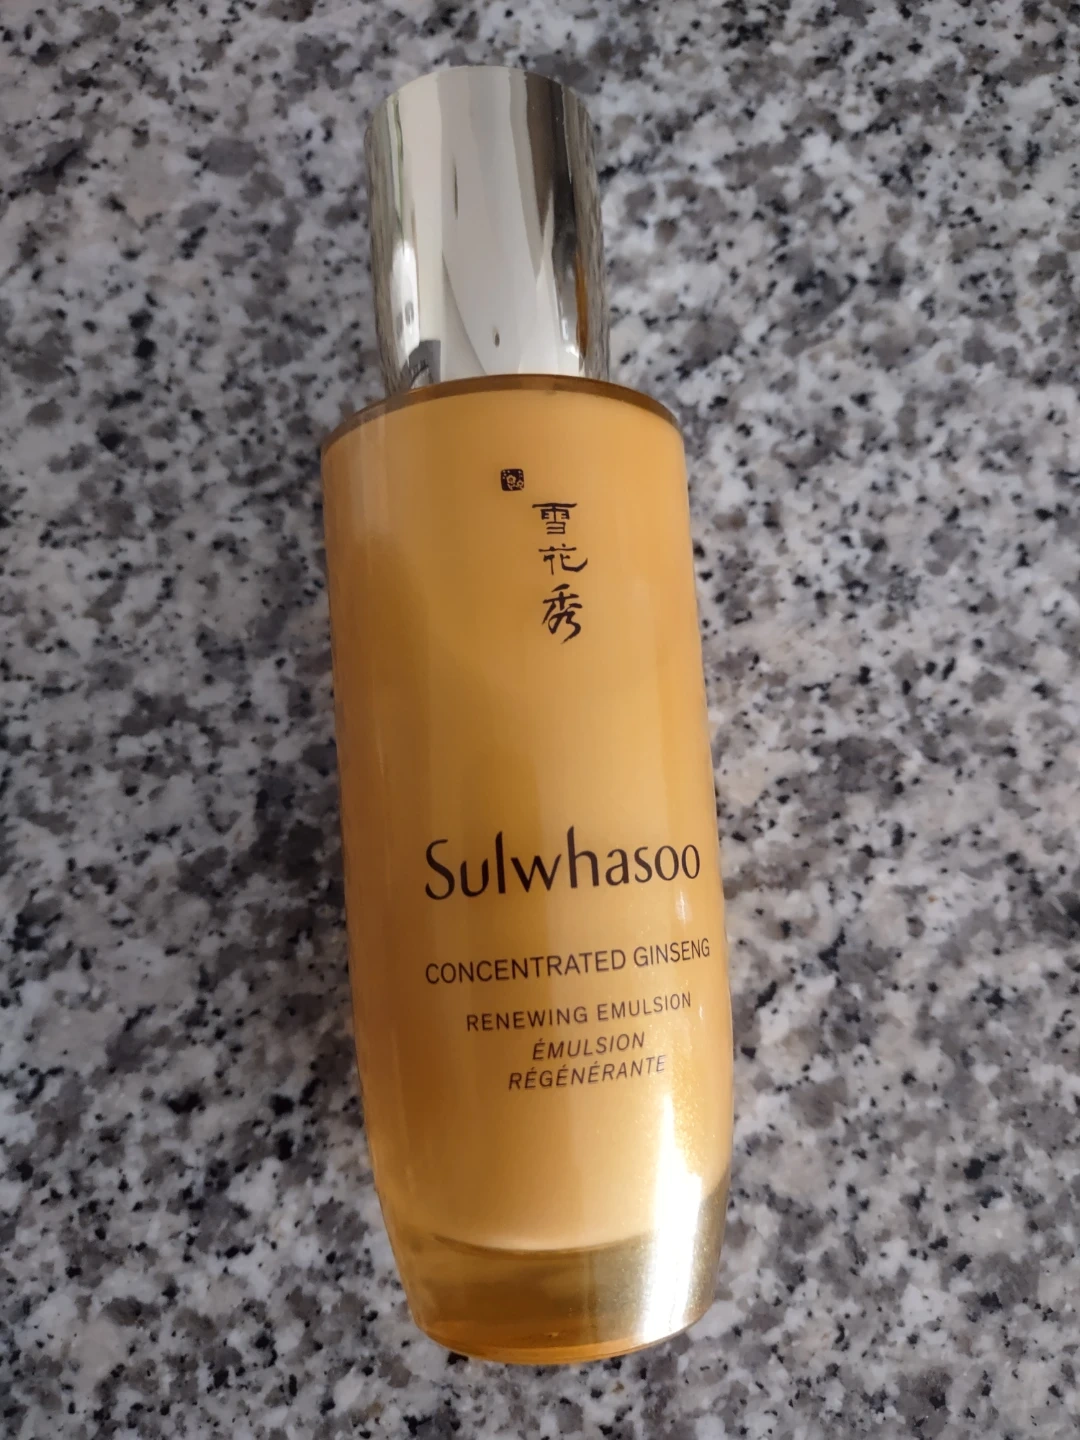 雪花秀
Sulwhasoo
CONCENTRATED GINSENG
RENEWING EMULSION
ÉMULSION
RÉGÉNÉRANTE